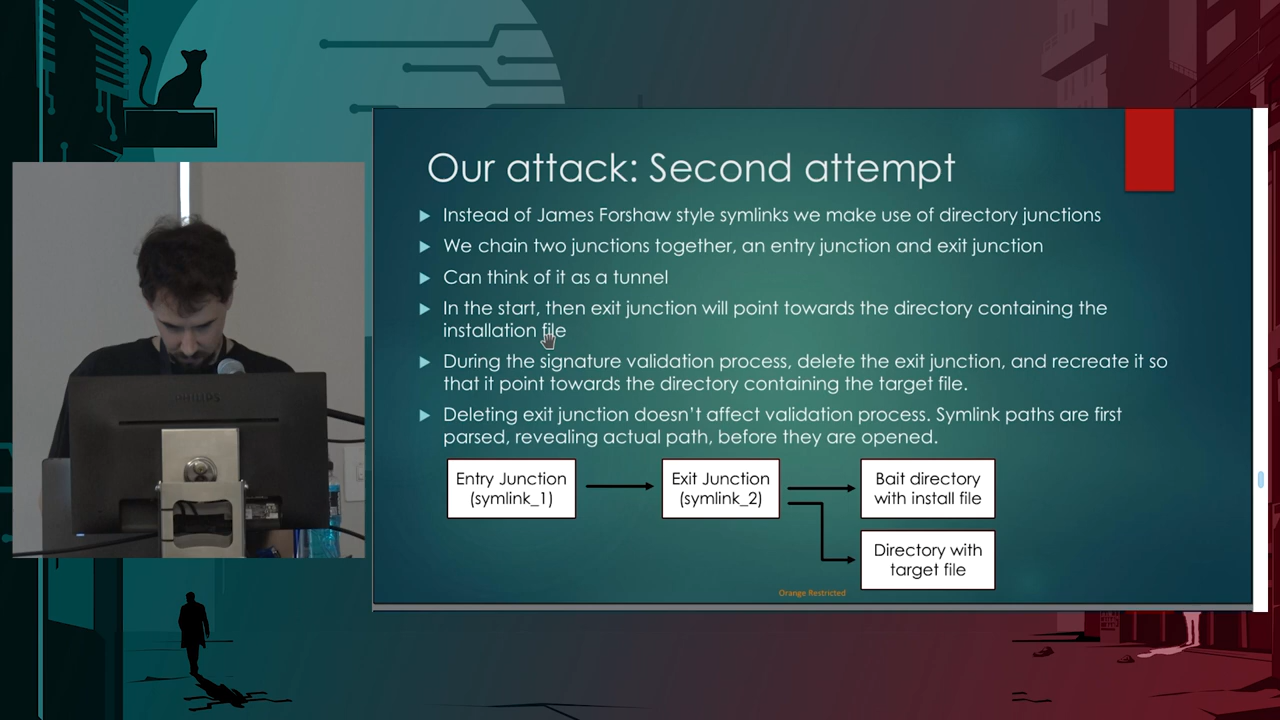 Our attack: Second attempt
Instead of James Forshaw style symlinks we make use of directory junctions
We chain two junctions together, an entry junction and exit junction
Can think of it as a tunnel
In the start, then exit junction will point towards the directory containing the
installation file
During the signature validation process, delete the exit junction, and recreate it so
that it point towards the directory containing the target file.
Deleting exit junction doesn't affect validation process. Symlink paths are first
parsed, revealing actual path, before they are opened.
Entry Junction
(symlink_1)
Exit Junction
(symlink_2)
Bait directory
with install file
Directory with
target file
Orange Restricted
PHILIPS